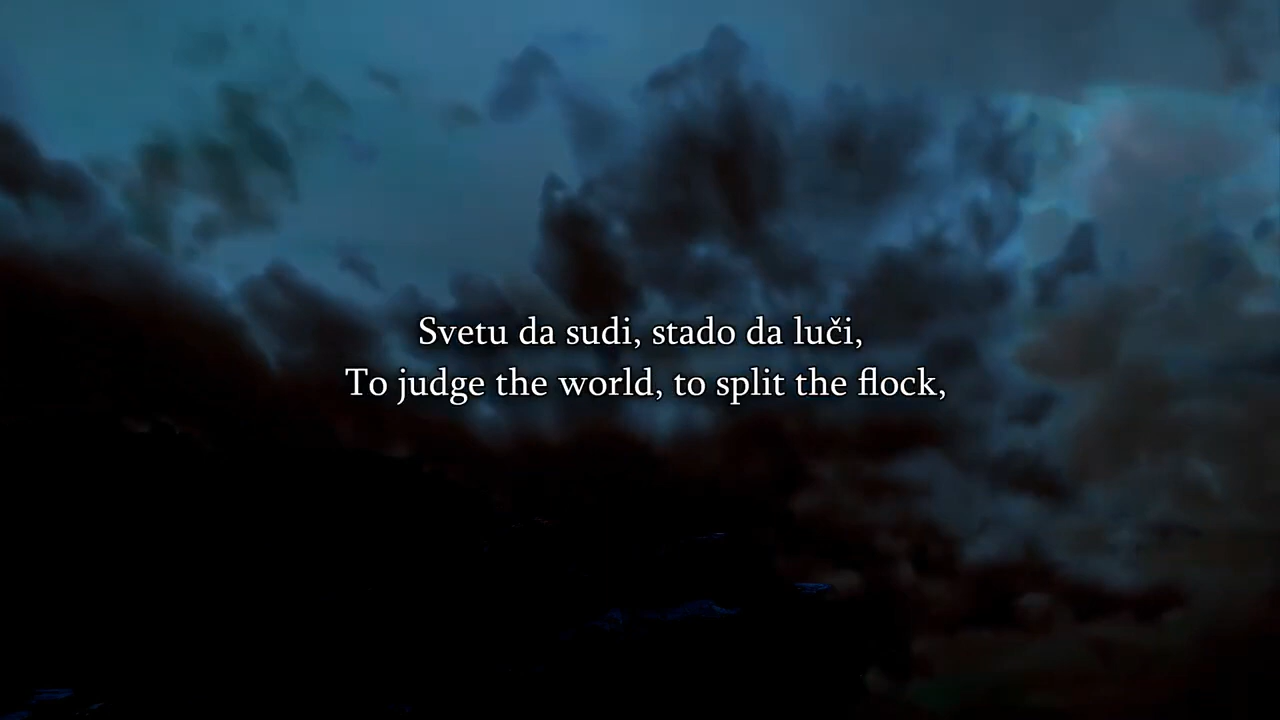 Svetu da sudi, stado da luči,
To judge the world, to split the flock,